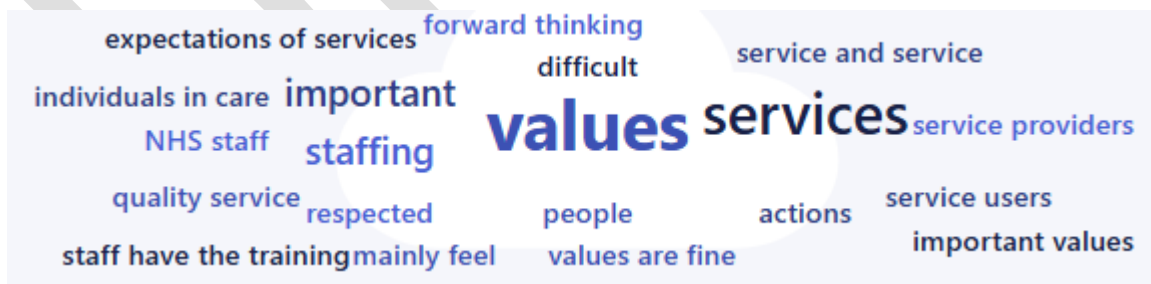 forward thinking
expectations of services
service and service
difficult
individuals in care
important
values
services
service providers
NHS staff
staffing
quality service
respected
people
actions
service users
important values
staff have the training
mainly feel
values are fine